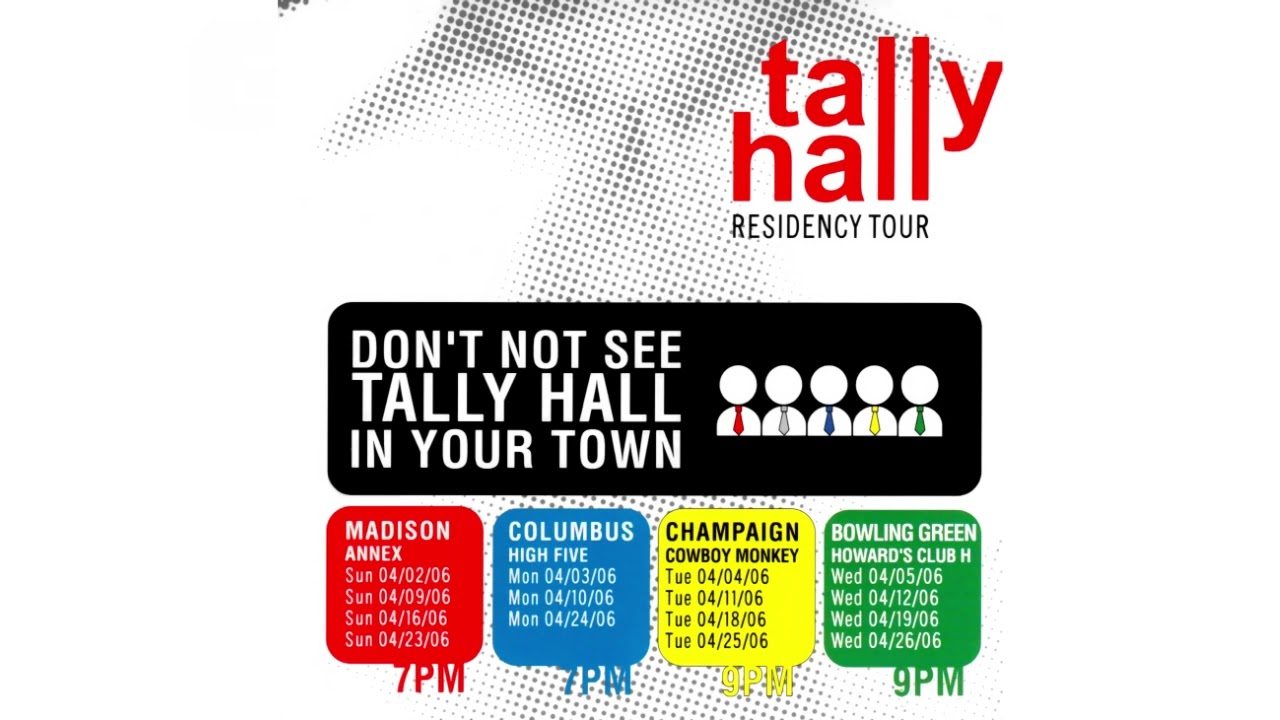 tally
hall
RESIDENCY TOUR
DON'T NOT SEE
TALLY HALL
IN YOUR TOWN
MADISON
ANNEX
Sun 04/02/06
Sun 04/09/06
Sun 04/16/06
Sun 04/23/06
7PM
COLUMBUS
HIGH FIVE
Mon 04/03/06
Mon 04/10/06
Mon 04/24/06
7PM
CHAMPAIGN
COWBOY MONKEY
Tue 04/04/06
Tue 04/11/06
Tue 04/18/06
Tue 04/25/06
9PM
BOWLING GREEN
HOWARD'S CLUB H
Wed 04/05/06
Wed 04/12/06
Wed 04/19/06
Wed 04/26/06
9PM